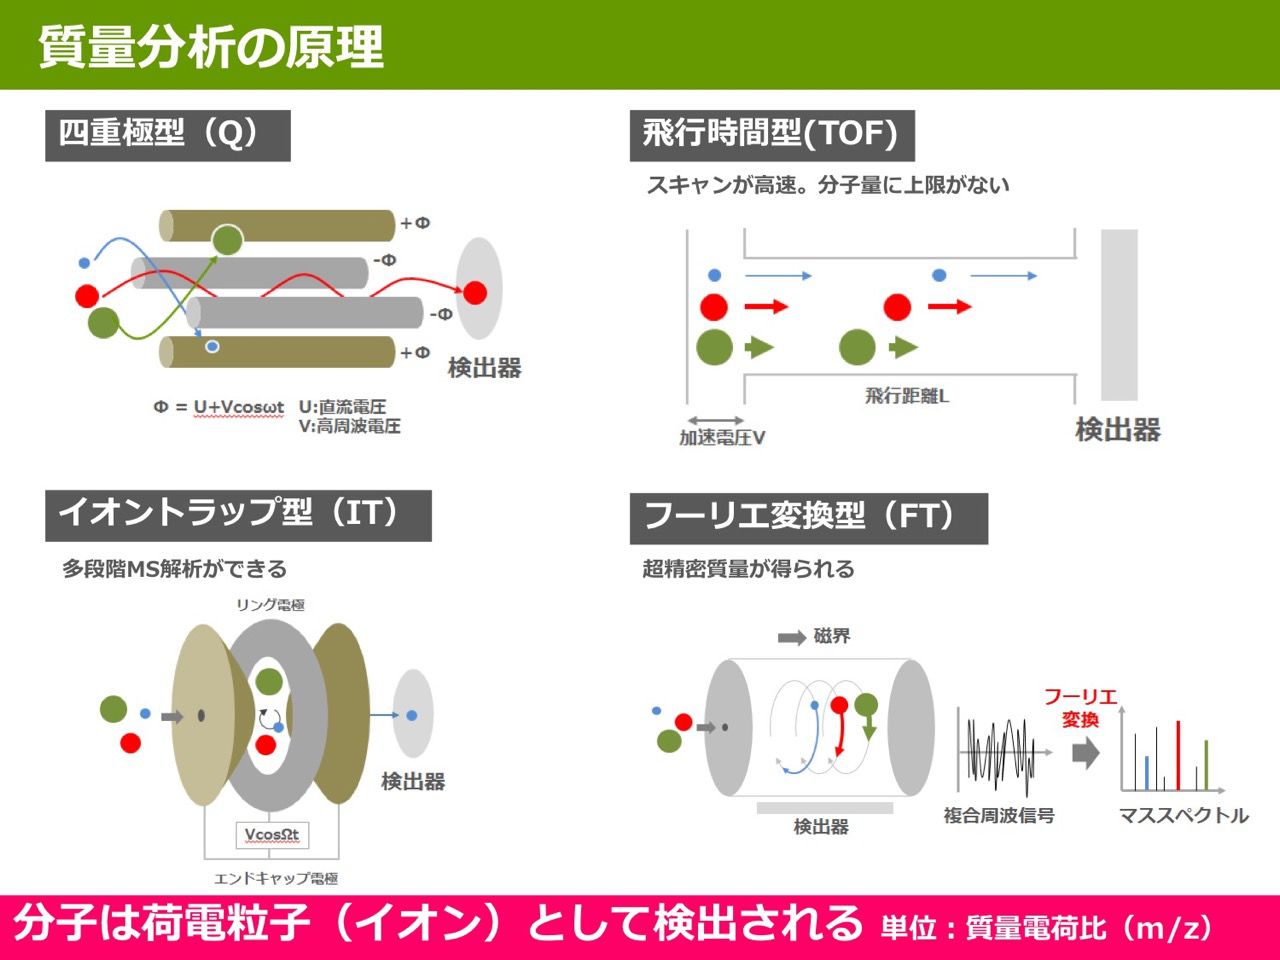 質量分析の原理
四重極型（Q）
+Φ
-Φ
-Φ
+Φ
検出器
Φ = U+Vcosωt U:直流電圧
V:高周波電圧
飛行時間型(TOF)
スキャンが高速。分子量に上限がない
飛行距離L
加速電圧V
検出器
イオントラップ型（IT）
多段階MS解析ができる
リング電極
検出器
VcosΩt
エンドキャップ電極
フーリエ変換型（FT）
超精密質量が得られる
磁界
検出器
複合周波信号
フーリエ
変換
マススペクトル
分子は荷電粒子（イオン）として検出される 単位：質量電荷比（m/z）